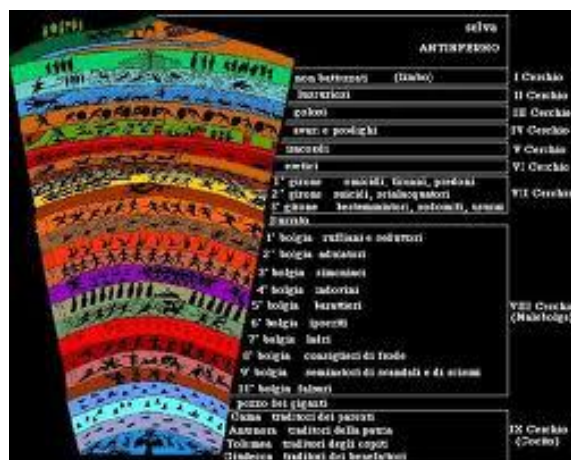 selva
ANTINFERNO
non battezzati (limbo) I Cerchio
lussuriosi II Cerchio
golosi III Cerchio
avari e prodighi IV Cerchio
iracondi V Cerchio
eretici VI Cerchio
1° girone omicidi, tiranni, predoni
2° girone suicidi, scialacquatori VII Cerchio
3° girone bestemmiatori, sodomiti, usurai
1° bolgia ruffiani e seduttori
2° bolgia adulatori
3° bolgia simoniaci
4° bolgia indovini
5° bolgia barattieri VIII Cerchio
6° bolgia ipocriti (Malebolge)
7° bolgia ladri
8° bolgia consiglieri di frode
9° bolgia seminatori di scandali e di scismi
10° bolgia falsari
pozzo dei giganti
Caina traditori dei parenti
Antenora traditori della patria IX Cerchio
Tolomea traditori degli ospiti (Cocito)
Giudecca traditori dei benefattori